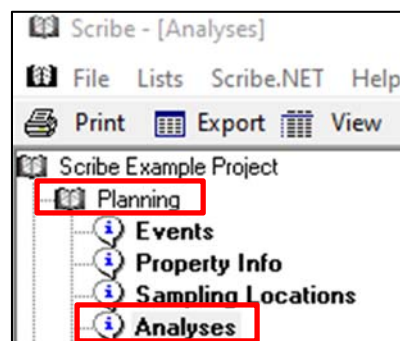 Scribe - [Analyses]
File Lists Scribe.NET Help
Print Export View
Scribe Example Project
Planning
Events
Property Info
Sampling Locations
Analyses